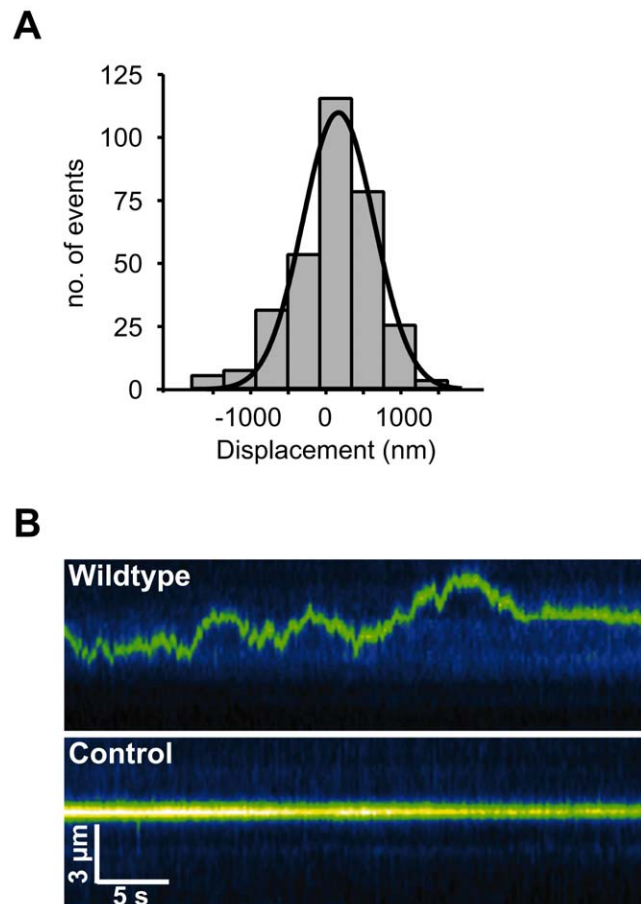 A
125
100
75
50
25
0
no. of events
-1000 0 1000
Displacement (nm)
B
Wildtype
Control
3 µm
5 s